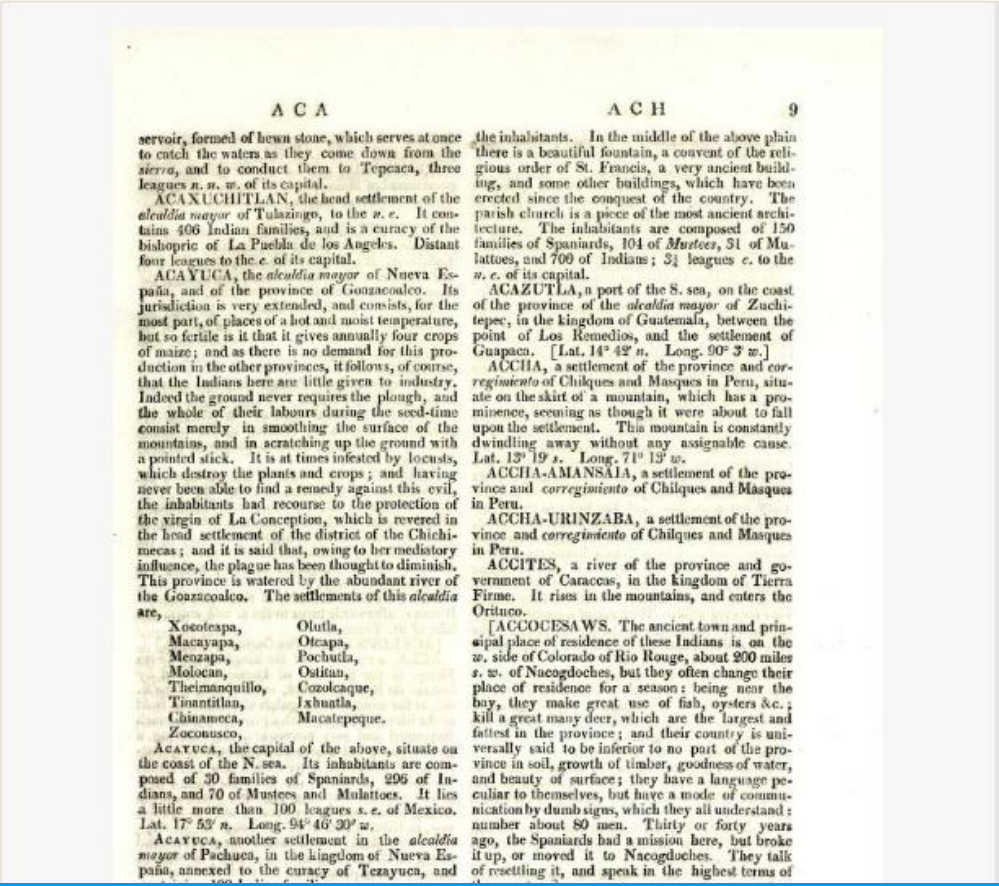 ACA
ACH 9
servoir, formed of hewn stone, which serves at once
to catch the waters as they come down from the
sierra, and to conduct them to Tepeaca, three
leagues n. n. w. of its capital.
ACAXUCHITLAN, the head settlement of the
alcaldia mayor of Tulazingo, to the n. e. It con-
tains 406 Indian families, and is a curacy of the
bishopric of La Puebla de los Angeles. Distant
four leagues to the e. of its capital.
ACAYUCA, the alcaldia mayor of Nueva Es-
paña, and of the province of Goazacoalco. Its
jurisdiction is very extended, and consists, for the
most part, of places of a hot and moist temperature,
but so fertile is it that it gives annually four crops
of maize; and as there is no demand for this pro-
duction in the other provinces, it follows, of course,
that the Indians here are little given to industry.
Indeed the ground never requires the plough, and
the whole of their labours during the seed-time
consist merely in smoothing the surface of the
mountains, and in scratching up the ground with
a pointed stick. It is at times infested by locusts,
which destroy the plants and crops; and having
never been able to find a remedy against this evil,
the inhabitants had recourse to the protection of
the virgin of La Conception, which is revered in
the head settlement of the district of the Chichi-
mecas; and it is said that, owing to her mediatory
influence, the plague has been thought to diminish.
This province is watered by the abundant river of
the Goazacoalco. The settlements of this alcaldia
are,
Xocoteapa, Olutla,
Macayapa, Otcapa,
Menzapa, Pochutla,
Molocan, Ostitan,
Theimanquillo, Cozolcaque,
Tinantitlan, Ixhuatla,
Chinameca, Macatepeque.
Zoconusco,
ACAYUCA, the capital of the above, situate on
the coast of the N. sea. Its inhabitants are com-
posed of 30 families of Spaniards, 296 of In-
dians, and 70 of Mustees and Mulattoes. It lies
a little more than 100 leagues s. e. of Mexico.
Lat. 17° 53' n. Long. 94° 46' 30" w.
ACAYUCA, another settlement in the alcaldia
mayor of Pachuca, in the kingdom of Nueva Es-
paña, annexed to the curacy of Tezayuca, and
the inhabitants. In the middle of the above plain
there is a beautiful fountain, a convent of the reli-
gious order of St. Francis, a very ancient build-
ing, and some other buildings, which have been
erected since the conquest of the country. The
parish church is a piece of the most ancient archi-
tecture. The inhabitants are composed of 150
families of Spaniards, 104 of Mustees, 31 of Mu-
lattoes, and 700 of Indians; 3½ leagues e. to the
n. e. of its capital.
ACAZUTLA, a port of the S. sea, on the coast
of the province of the alcaldia mayor of Zuchi-
tepec, in the kingdom of Guatemala, between the
point of Los Remedios, and the settlement of
Guapaca. [Lat. 14° 42' n. Long. 90° 3' w.]
ACCHA, a settlement of the province and cor-
regimiento of Chilques and Masques in Peru, situ-
ate on the skirt of a mountain, which has a pro-
minence, seeming as though it were about to fall
upon the settlement. This mountain is constantly
dwindling away without any assignable cause.
Lat. 13° 19' s. Long. 71° 13' w.
ACCHA-AMANSAIA, a settlement of the pro-
vince and corregimiento of Chilques and Masques
in Peru.
ACCHA-URINZABA, a settlement of the pro-
vince and corregimiento of Chilques and Masques
in Peru.
ACCITES, a river of the province and go-
vernment of Caraccas, in the kingdom of Tierra
Firme. It rises in the mountains, and enters the
Orituco.
[ACCOCESAWS. The ancient town and prin-
sipal place of residence of these Indians is on the
w. side of Colorado of Rio Rouge, about 200 miles
s. w. of Nacogdoches, but they often change their
place of residence for a season: being near the
bay, they make great use of fish, oysters &c.;
kill a great many deer, which are the largest and
fattest in the province; and their country is uni-
versally said to be inferior to no part of the pro-
vince in soil, growth of timber, goodness of water,
and beauty of surface; they have a language pe-
culiar to themselves, but have a mode of commu-
nication by dumb signs, which they all understand:
number about 80 men. Thirty or forty years
ago, the Spaniards had a mission here, but broke
it up, or moved it to Nacogdoches. They talk
of resettling it, and speak in the highest terms of